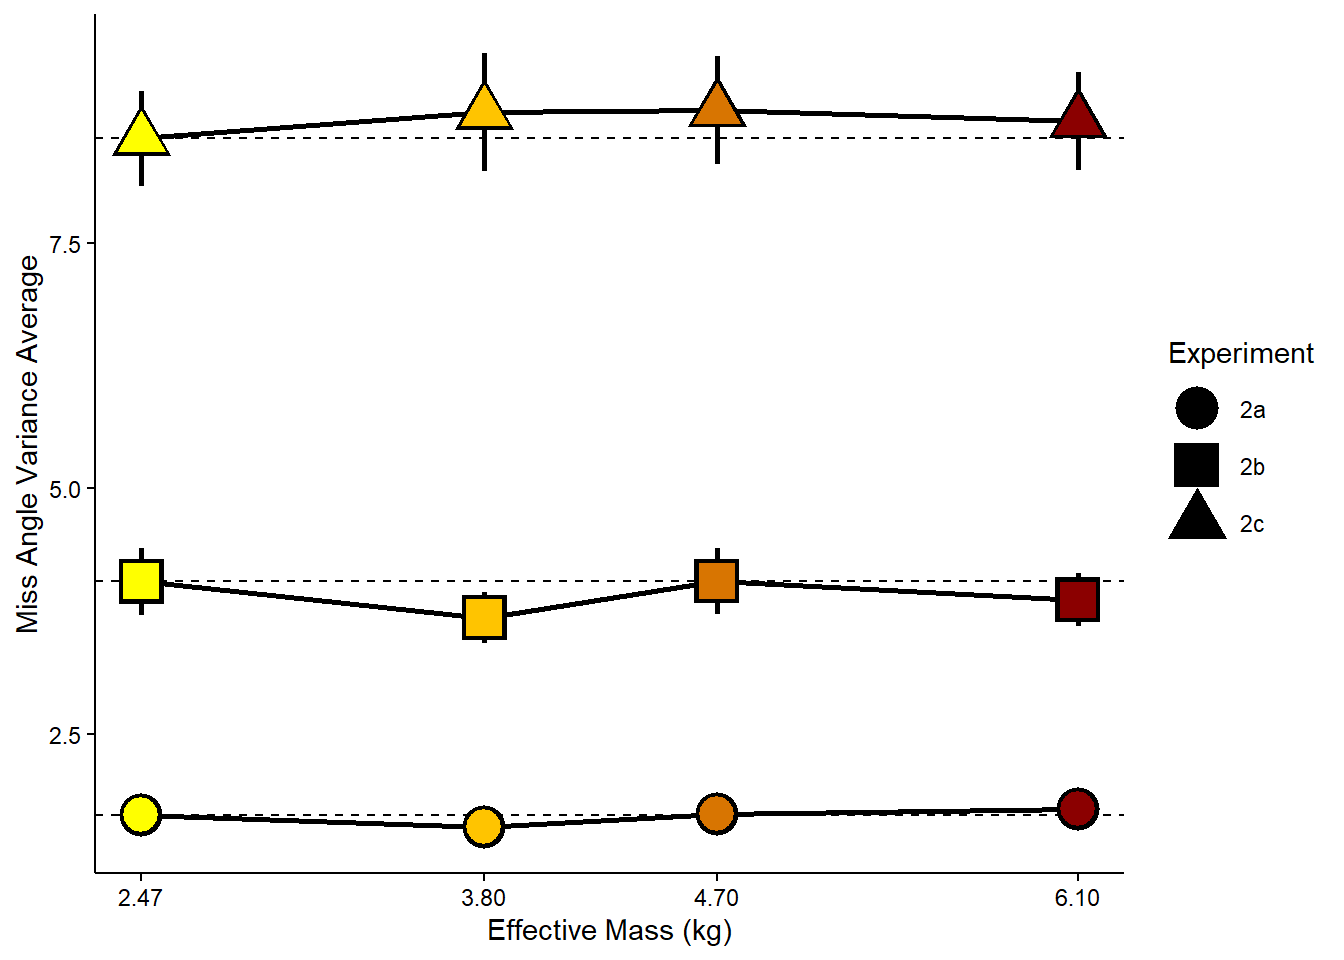 Miss Angle Variance Average
7.5
5.0
2.5
2.47
3.80
4.70
6.10
Effective Mass (kg)
Experiment
2a
2b
2c